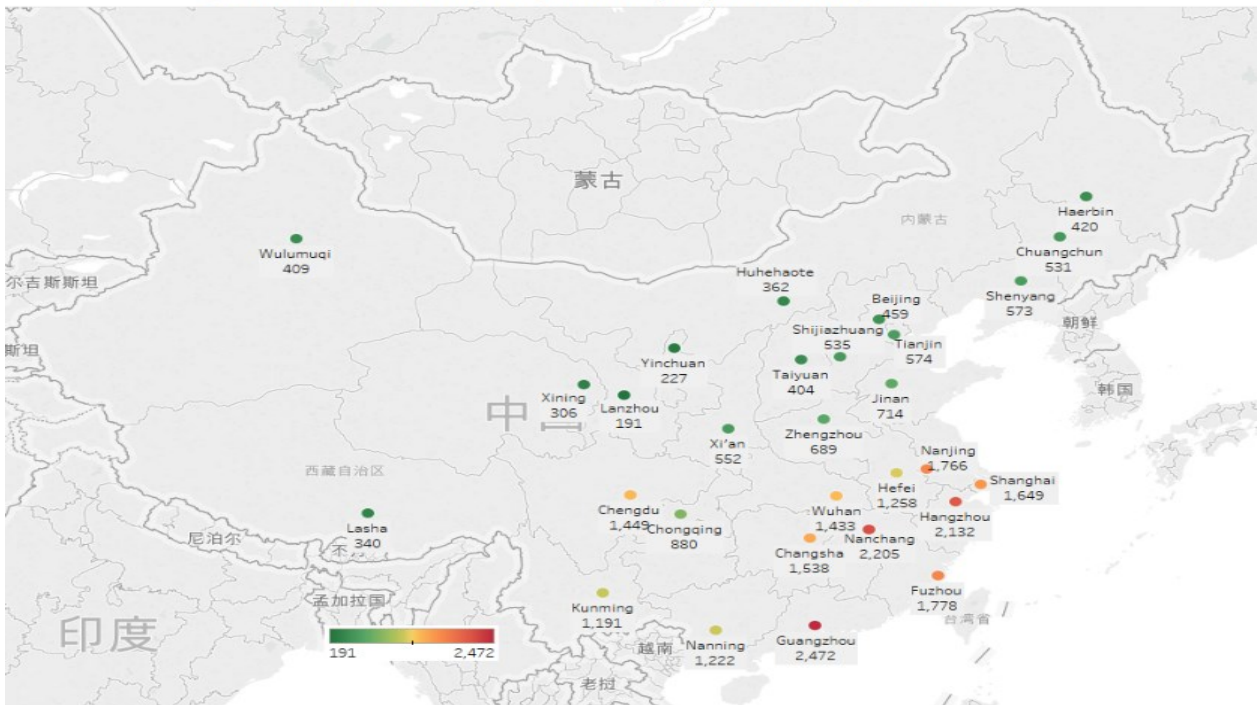 蒙古
内蒙古
Haerbin
420
Chuangchun
531
Wulumuqi
409
尔吉斯斯坦
Huhehaote
362
Beijing
459
Shenyang
573
朝鲜
Shijiazhuang
535
Tianjin
574
斯坦
Yinchuan
227
Taiyuan
404
Xining
306
Lanzhou
191
中
Jinan
714
韩国
Xi'an
552
Zhengzhou
689
西藏自治区
Nanjing
1,766
Hefei
1,258
Shanghai
1,649
Chengdu
1,449
Chongqing
880
Wuhan
1,433
Hangzhou
2,132
Lasha
340
尼泊尔
不
Changsha
1,538
Nanchang
2,205
Fuzhou
1,778
台湾省
孟加拉国
Kunming
1,191
印度
191
2,472
越南
Nanning
1,222
Guangzhou
2,472
老挝